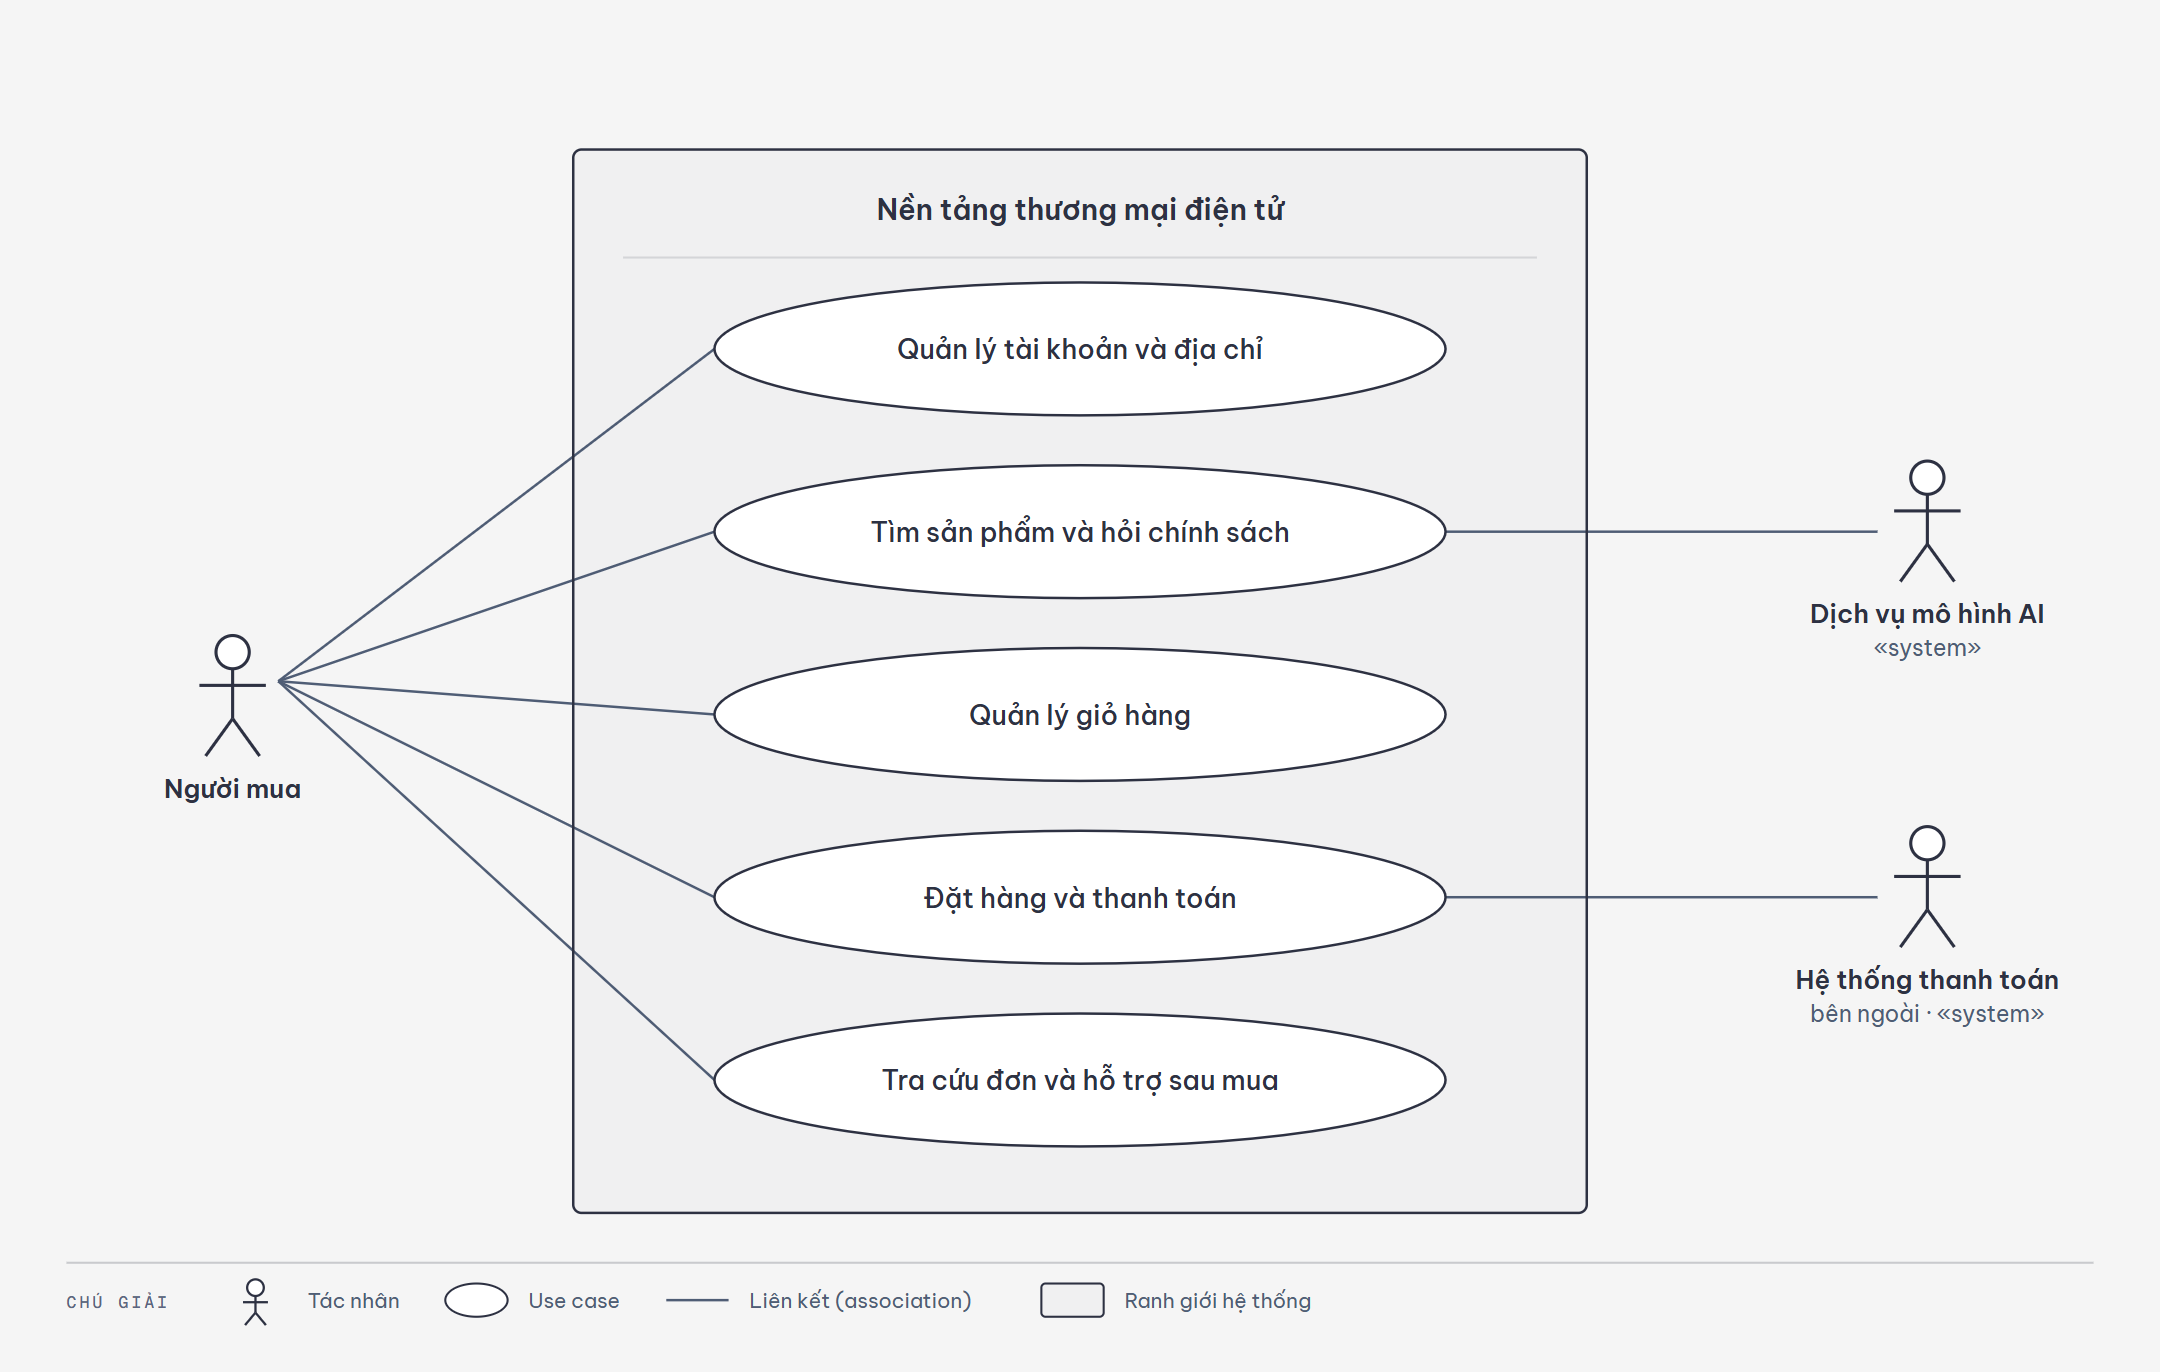 Nền tảng thương mại điện tử
Quản lý tài khoản và địa chỉ
Tìm sản phẩm và hỏi chính sách
Dịch vụ mô hình AI
«system»
Quản lý giỏ hàng
Người mua
Đặt hàng và thanh toán
Hệ thống thanh toán
bên ngoài · «system»
Tra cứu đơn và hỗ trợ sau mua
CHÚ GIẢI
Tác nhân
Use case
Liên kết (association)
Ranh giới hệ thống